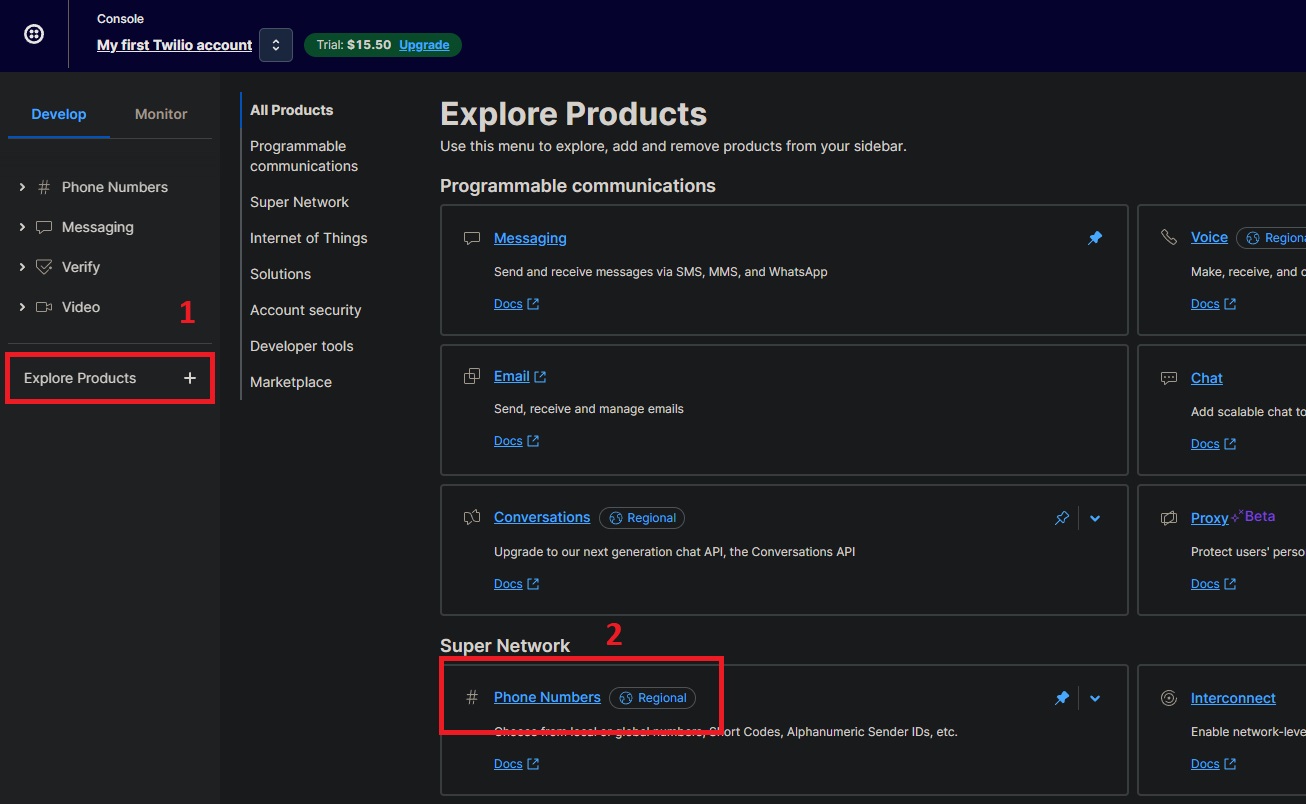 Console
My first Twilio account
Trial: $15.50 Upgrade
Develop
Monitor
# Phone Numbers
Messaging
Verify
Video
1
Explore Products +
All Products
Programmable
communications
Super Network
Internet of Things
Solutions
Account security
Developer tools
Marketplace
Explore Products
Use this menu to explore, add and remove products from your sidebar.
Programmable communications
Messaging
Send and receive messages via SMS, MMS, and WhatsApp
Docs
Voice Regiona
Make, receive, and c
Docs
Email
Send, receive and manage emails
Docs
Chat
Add scalable chat to
Docs
Conversations Regional
Upgrade to our next generation chat API, the Conversations API
Docs
Proxy Beta
Protect users' perso
Docs
Super Network
2
# Phone Numbers Regional
Choose from local or global numbers, Short Codes, Alphanumeric Sender IDs, etc.
Docs
Interconnect
Enable network-leve
Docs